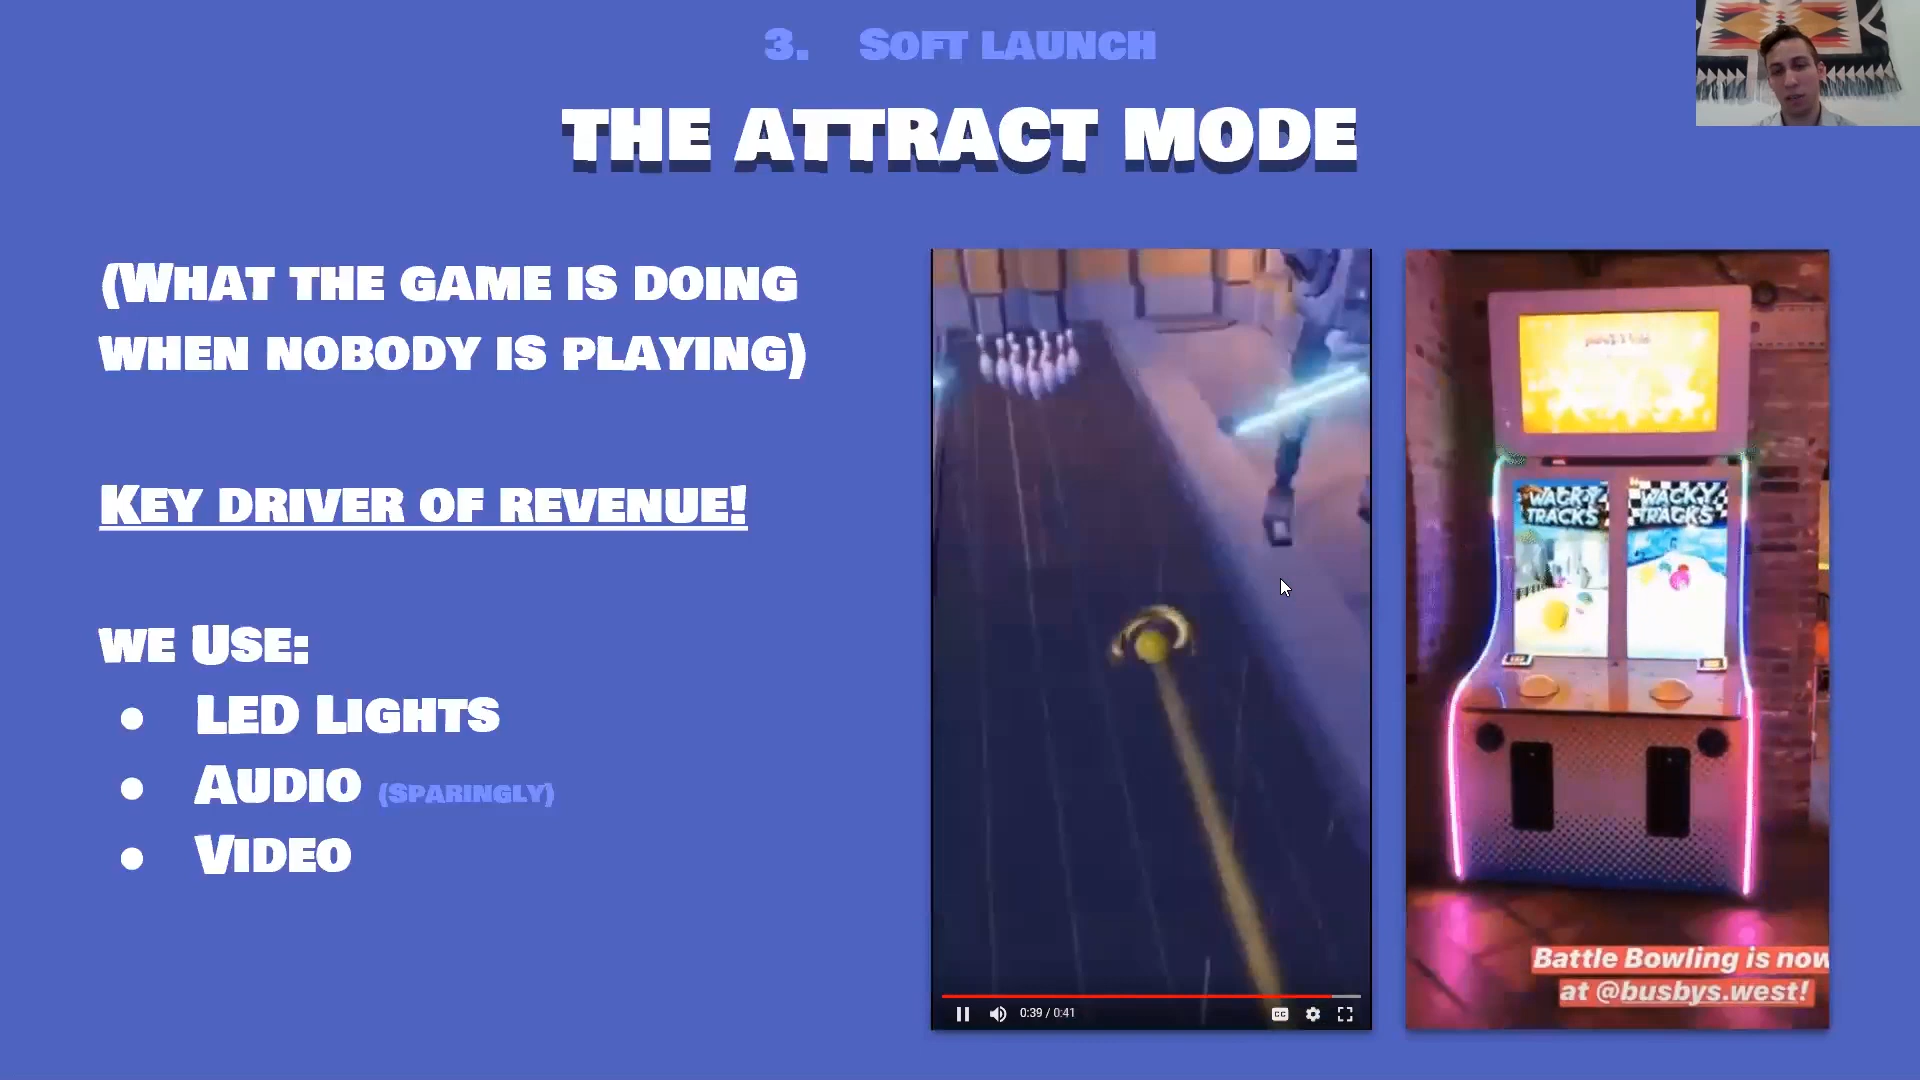 3. SOFT LAUNCH
THE ATTRACT MODE
(WHAT THE GAME IS DOING
WHEN NOBODY IS PLAYING)
KEY DRIVER OF REVENUE!
WE USE:
● LED LIGHTS
● AUDIO (SPARINGLY)
● VIDEO
0:39 / 0:41
CC
WACKY
TRACKS
WACKY
TRACKS
Battle Bowling is now
at @busbys.west!